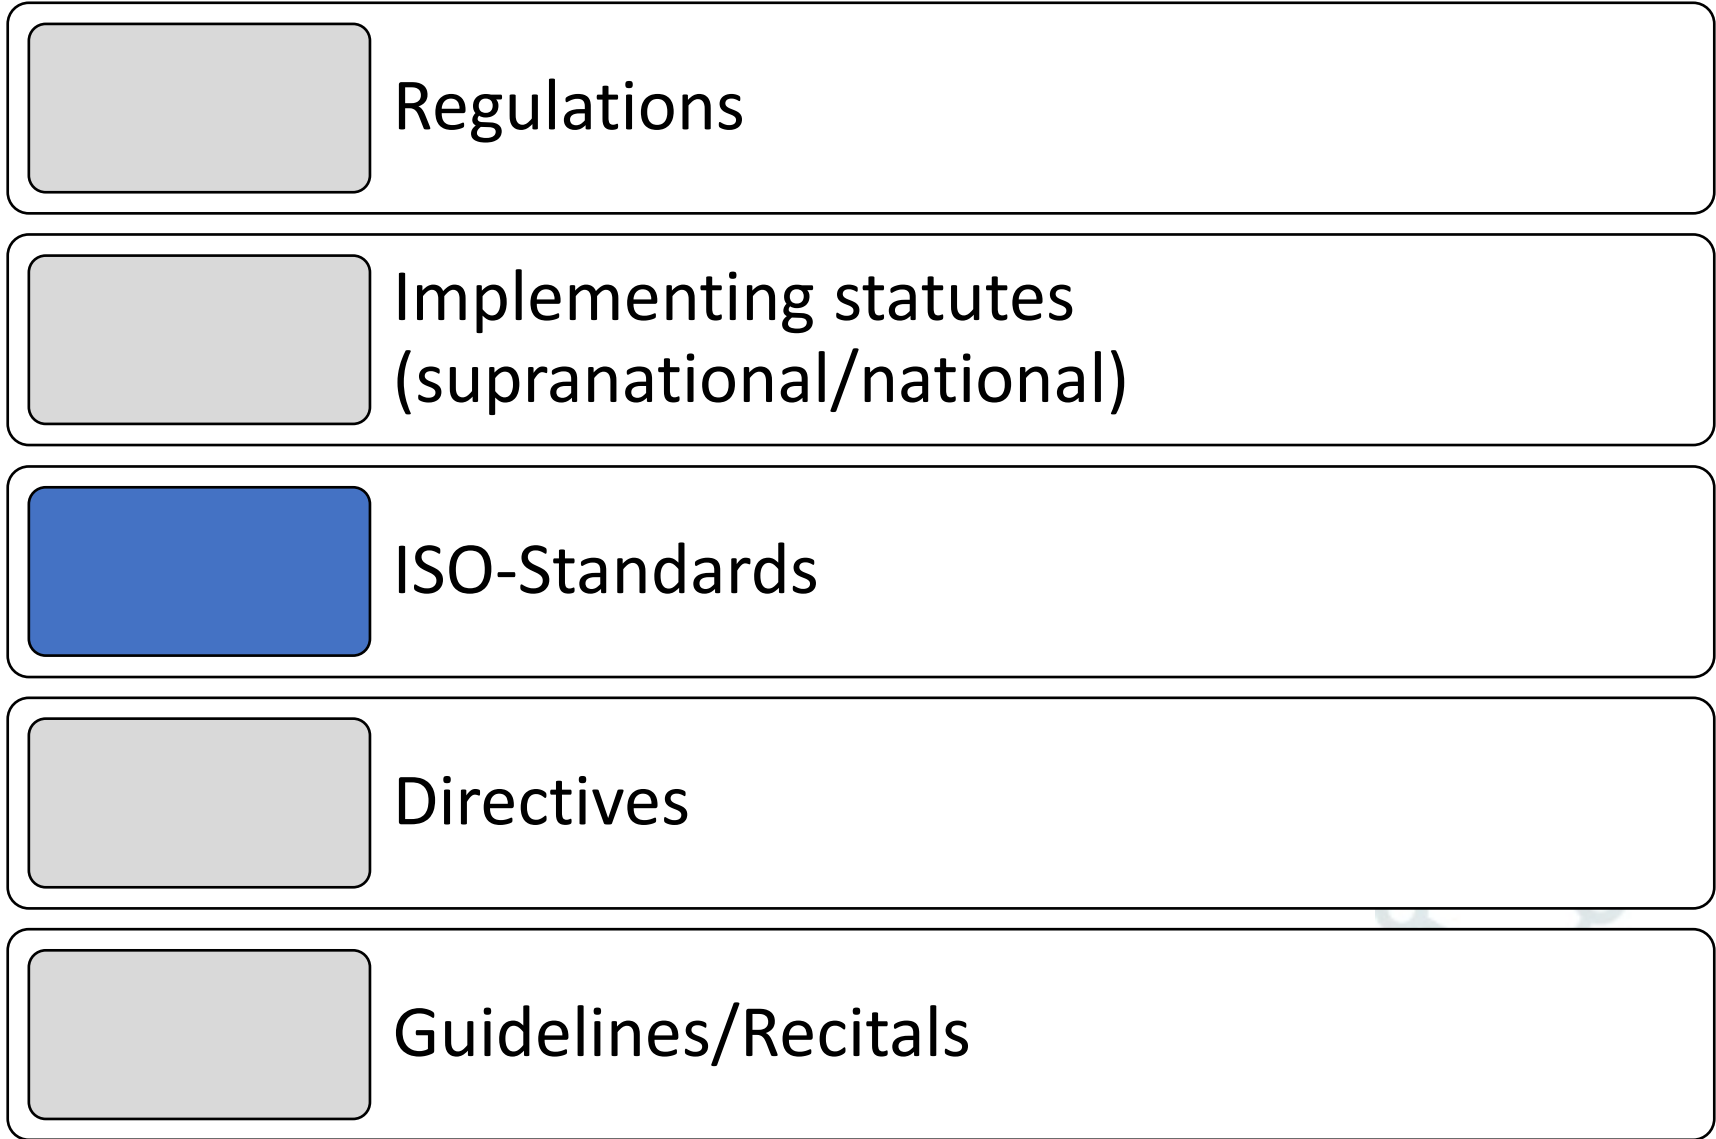 Regulations
Implementing statutes
(supranational/national)
ISO-Standards
Directives
Guidelines/Recitals